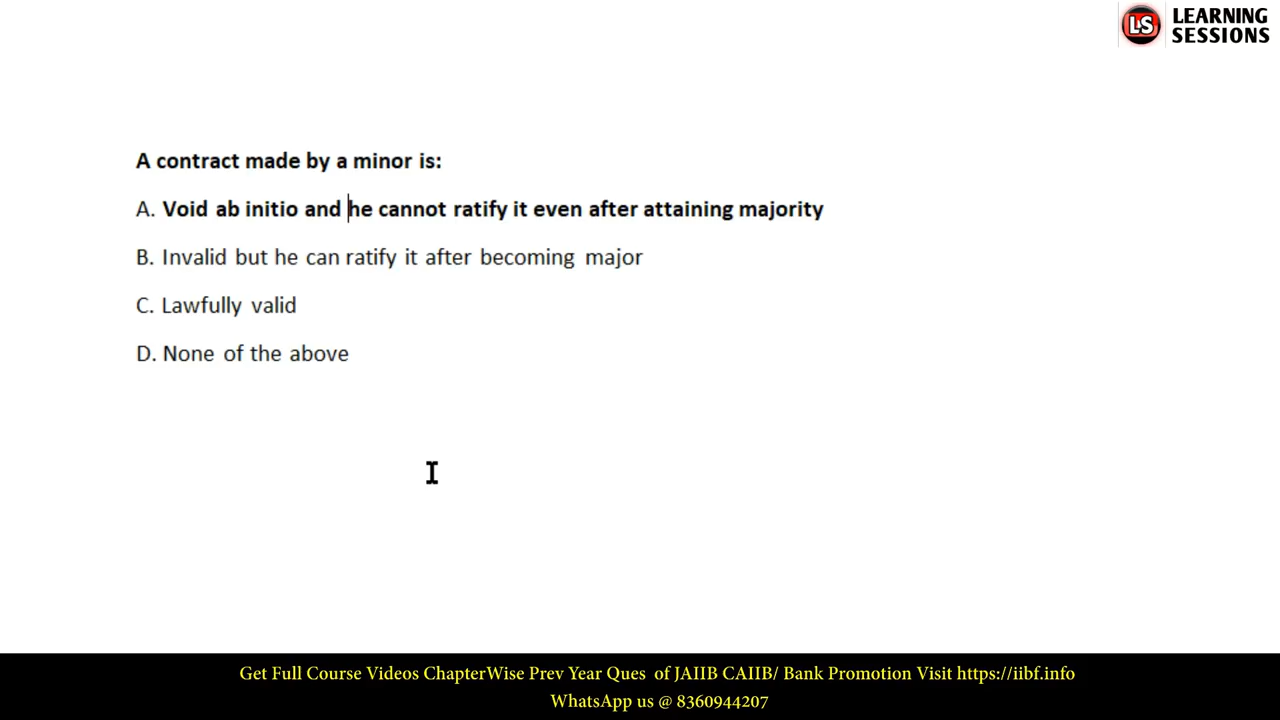 LS LEARNING
SESSIONS
A contract made by a minor is:
A. Void ab initio and he cannot ratify it even after attaining majority
B. Invalid but he can ratify it after becoming major
C. Lawfully valid
D. None of the above
Get Full Course Videos ChapterWise Prev Year Ques of JAIIB CAIIB/ Bank Promotion Visit https://iibf.info
WhatsApp us @ 8360944207